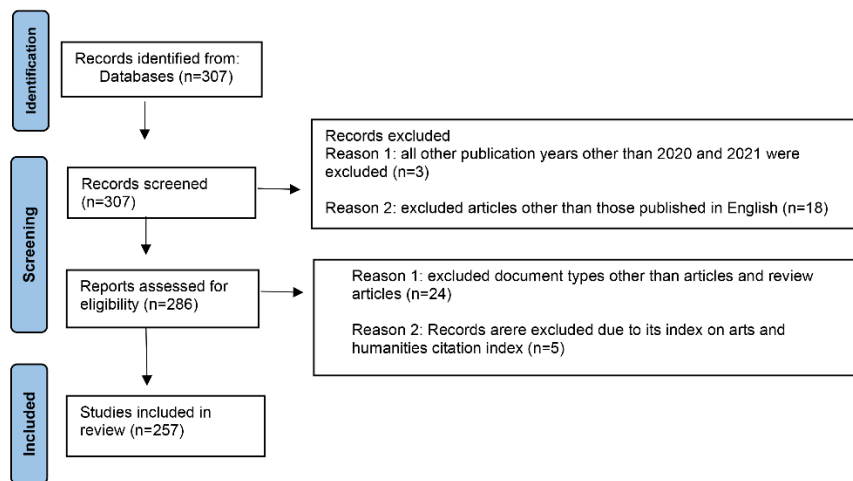 Identification
Records identified from:
Databases (n=307)
Records excluded
Reason 1: all other publication years other than 2020 and 2021 were
excluded (n=3)
Reason 2: excluded articles other than those published in English (n=18)
Screening
Records screened
(n=307)
Reports assessed for
eligibility (n=286)
Reason 1: excluded document types other than articles and review
articles (n=24)
Reason 2: Records arere excluded due to its index on arts and
humanities citation index (n=5)
Included
Studies included in
review (n=257)